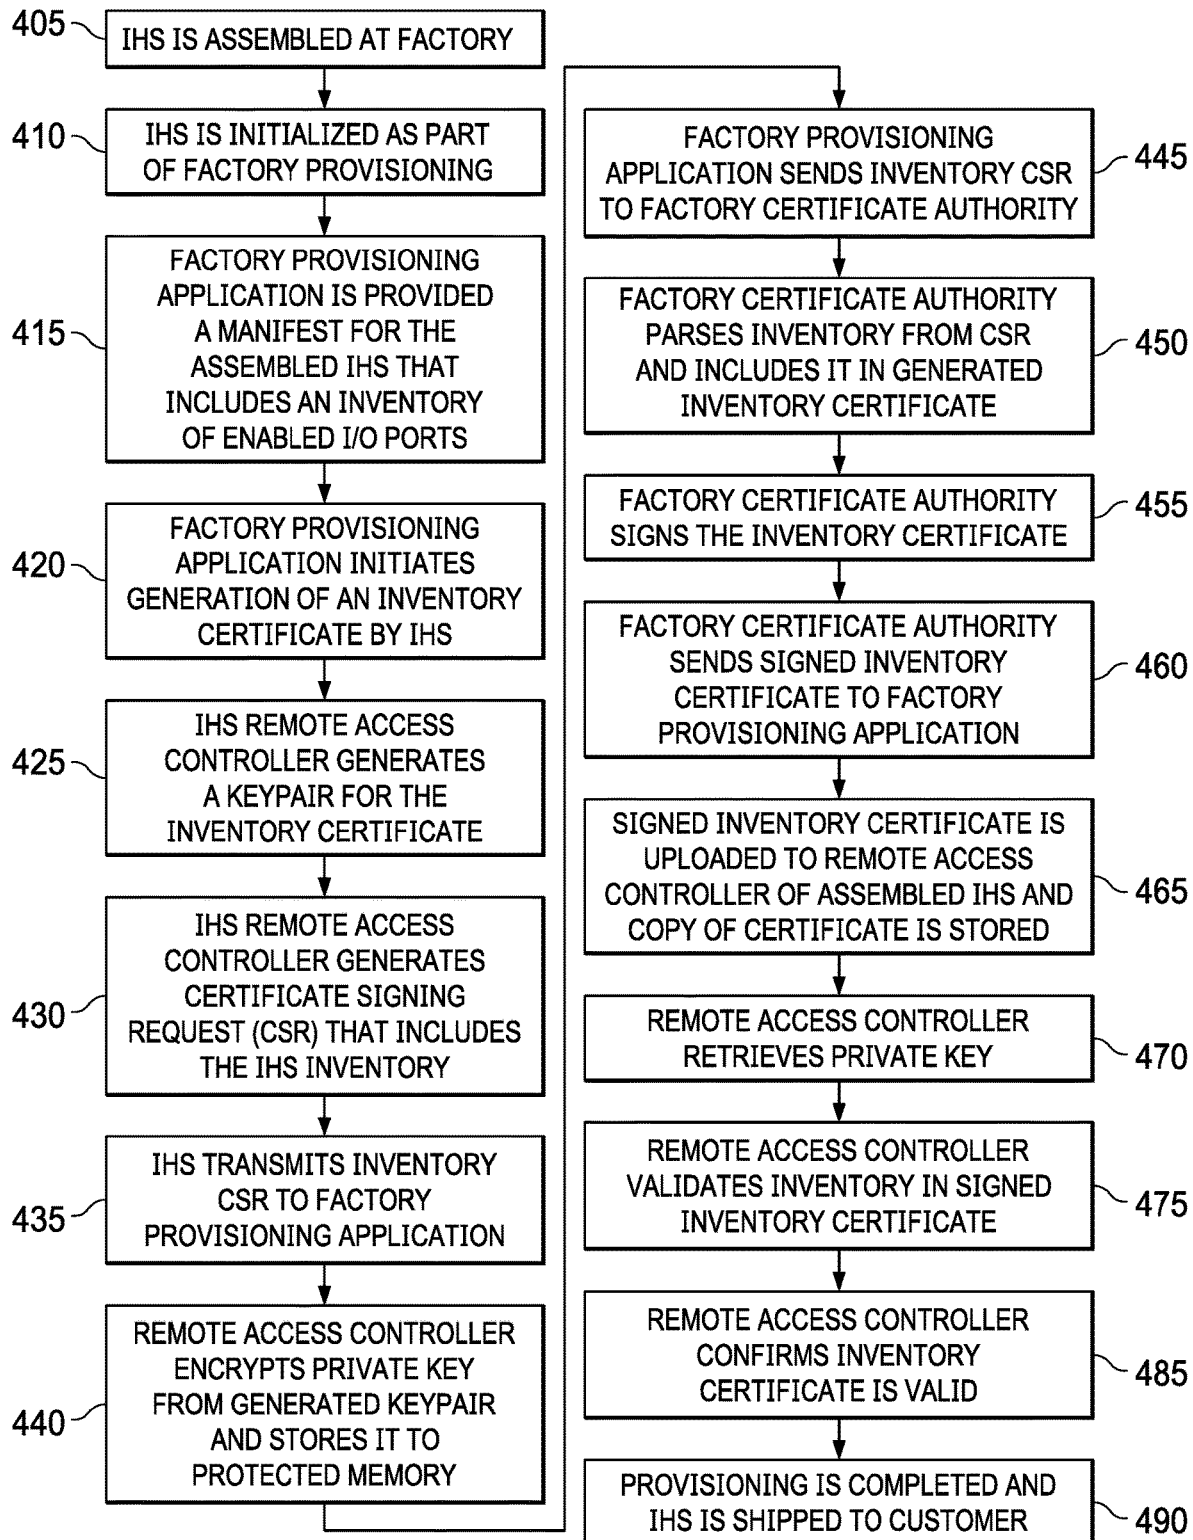 405
IHS IS ASSEMBLED AT FACTORY
410
IHS IS INITIALIZED AS PART
OF FACTORY PROVISIONING
415
FACTORY PROVISIONING
APPLICATION IS PROVIDED
A MANIFEST FOR THE
ASSEMBLED IHS THAT
INCLUDES AN INVENTORY
OF ENABLED I/O PORTS
420
FACTORY PROVISIONING
APPLICATION INITIATES
GENERATION OF AN INVENTORY
CERTIFICATE BY IHS
425
IHS REMOTE ACCESS
CONTROLLER GENERATES
A KEYPAIR FOR THE
INVENTORY CERTIFICATE
430
IHS REMOTE ACCESS
CONTROLLER GENERATES
CERTIFICATE SIGNING
REQUEST (CSR) THAT INCLUDES
THE IHS INVENTORY
435
IHS TRANSMITS INVENTORY
CSR TO FACTORY
PROVISIONING APPLICATION
440
REMOTE ACCESS CONTROLLER
ENCRYPTS PRIVATE KEY
FROM GENERATED KEYPAIR
AND STORES IT TO
PROTECTED MEMORY
FACTORY PROVISIONING
APPLICATION SENDS INVENTORY CSR
TO FACTORY CERTIFICATE AUTHORITY
445
FACTORY CERTIFICATE AUTHORITY
PARSES INVENTORY FROM CSR
AND INCLUDES IT IN GENERATED
INVENTORY CERTIFICATE
450
FACTORY CERTIFICATE AUTHORITY
SIGNS THE INVENTORY CERTIFICATE
455
FACTORY CERTIFICATE AUTHORITY
SENDS SIGNED INVENTORY
CERTIFICATE TO FACTORY
PROVISIONING APPLICATION
460
SIGNED INVENTORY CERTIFICATE IS
UPLOADED TO REMOTE ACCESS
CONTROLLER OF ASSEMBLED IHS AND
COPY OF CERTIFICATE IS STORED
465
REMOTE ACCESS CONTROLLER
RETRIEVES PRIVATE KEY
470
REMOTE ACCESS CONTROLLER
VALIDATES INVENTORY IN SIGNED
INVENTORY CERTIFICATE
475
REMOTE ACCESS CONTROLLER
CONFIRMS INVENTORY
CERTIFICATE IS VALID
485
PROVISIONING IS COMPLETED AND
IHS IS SHIPPED TO CUSTOMER
490